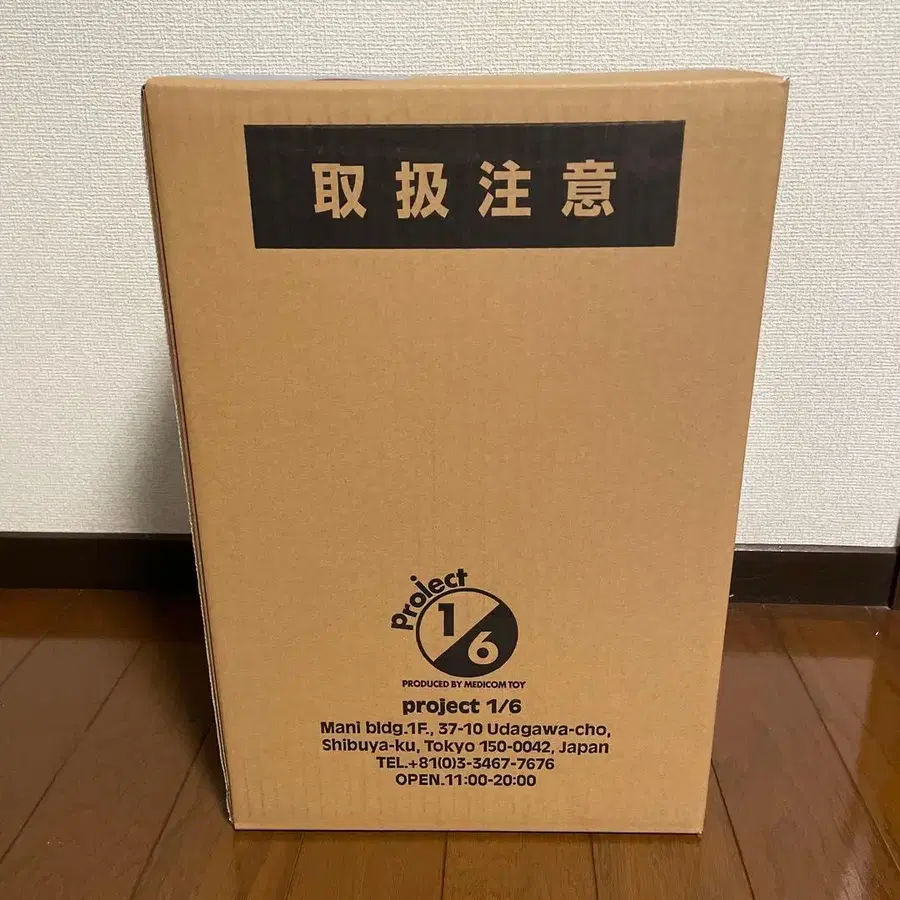 取扱注意
project
1/6
PRODUCED BY MEDICOM TOY
project 1/6
Mani bldg.1F., 37-10 Udagawa-cho,
Shibuya-ku, Tokyo 150-0042, Japan
TEL.+81(0)3-3467-7676
OPEN.11:00-20:00